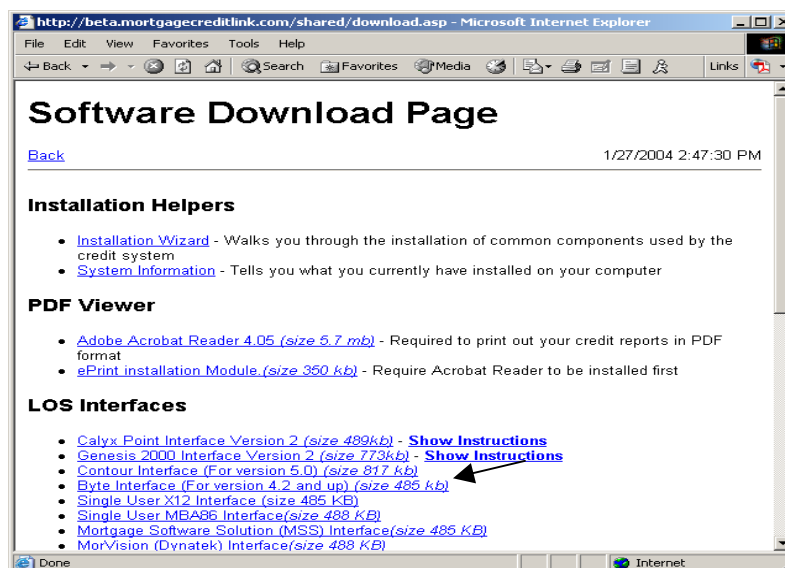 http://beta.mortgagecreditlink.com/shared/download.asp - Microsoft Internet Explorer
File Edit View Favorites Tools Help
Back Search Favorites Media Links
Software Download Page
Back 1/27/2004 2:47:30 PM
Installation Helpers
• Installation Wizard - Walks you through the installation of common components used by the
credit system
• System Information - Tells you what you currently have installed on your computer
PDF Viewer
• Adobe Acrobat Reader 4.05 (size 5.7 mb) - Required to print out your credit reports in PDF
format
• ePrint installation Module.(size 350 kb) - Require Acrobat Reader to be installed first
LOS Interfaces
• Calyx Point Interface Version 2 (size 489kb) - Show Instructions
• Genesis 2000 Interface Version 2 (size 773kb) - Show Instructions
• Contour Interface (For version 5.0) (size 817 kb)
• Byte Interface (For version 4.2 and up) (size 485 kb)
• Single User X12 Interface (size 485 KB)
• Single User MBA86 Interface(size 488 KB)
• Mortgage Software Solution (MSS) Interface(size 485 KB)
• MorVision (Dynatek) Interface(size 488 KB)
Done Internet